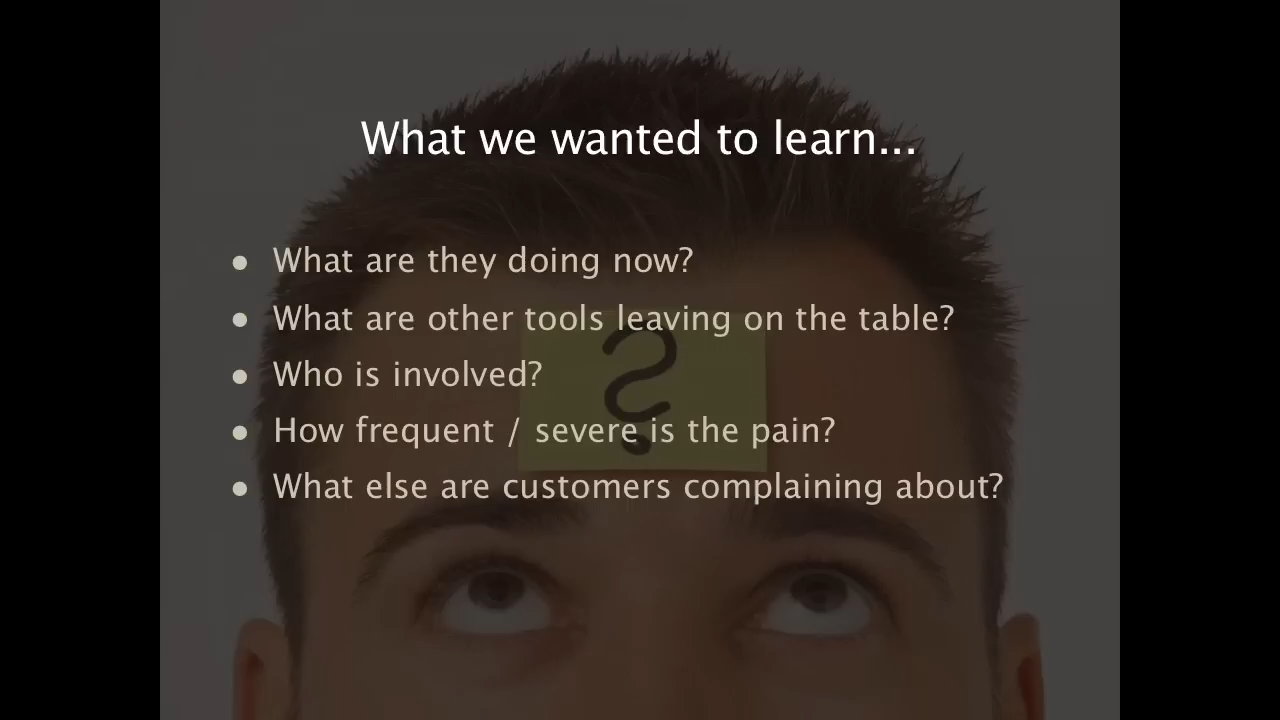 What we wanted to learn...
• What are they doing now?
• What are other tools leaving on the table?
• Who is involved?
• How frequent / severe is the pain?
• What else are customers complaining about?
?